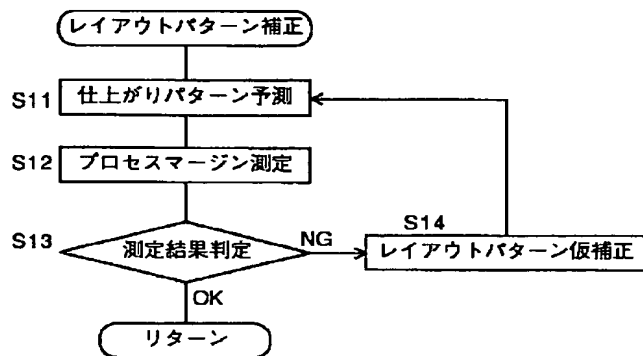 レイアウトパターン補正
S11
仕上がりパターン予測
S12
プロセスマージン測定
S13
測定結果判定
NG
S14
レイアウトパターン仮補正
OK
リターン